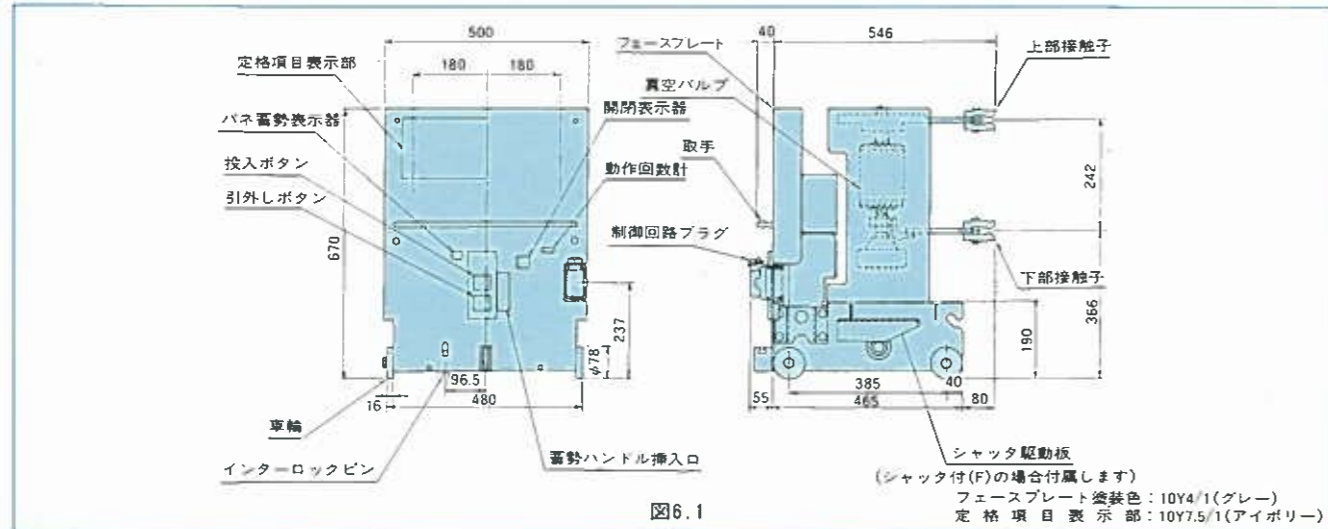 500
180
180
定格項目表示部
バネ蓄勢表示器
投入ボタン
引外しボタン
670
開閉表示器
動作回数計
237
φ78
96.5
16
480
車輪
インターロックピン
蓄勢ハンドル挿入口
40
546
フェースプレート
上部接触子
真空バルブ
取手
242
制御回路プラグ
下部接触子
366
190
385
40
55
465
80
シャッタ駆動板
(シャッタ付(F)の場合付属します)
フェースプレート塗装色:10Y4/1(グレー)
定格項目表示部:10Y7.5/1(アイボリー)
図6.1